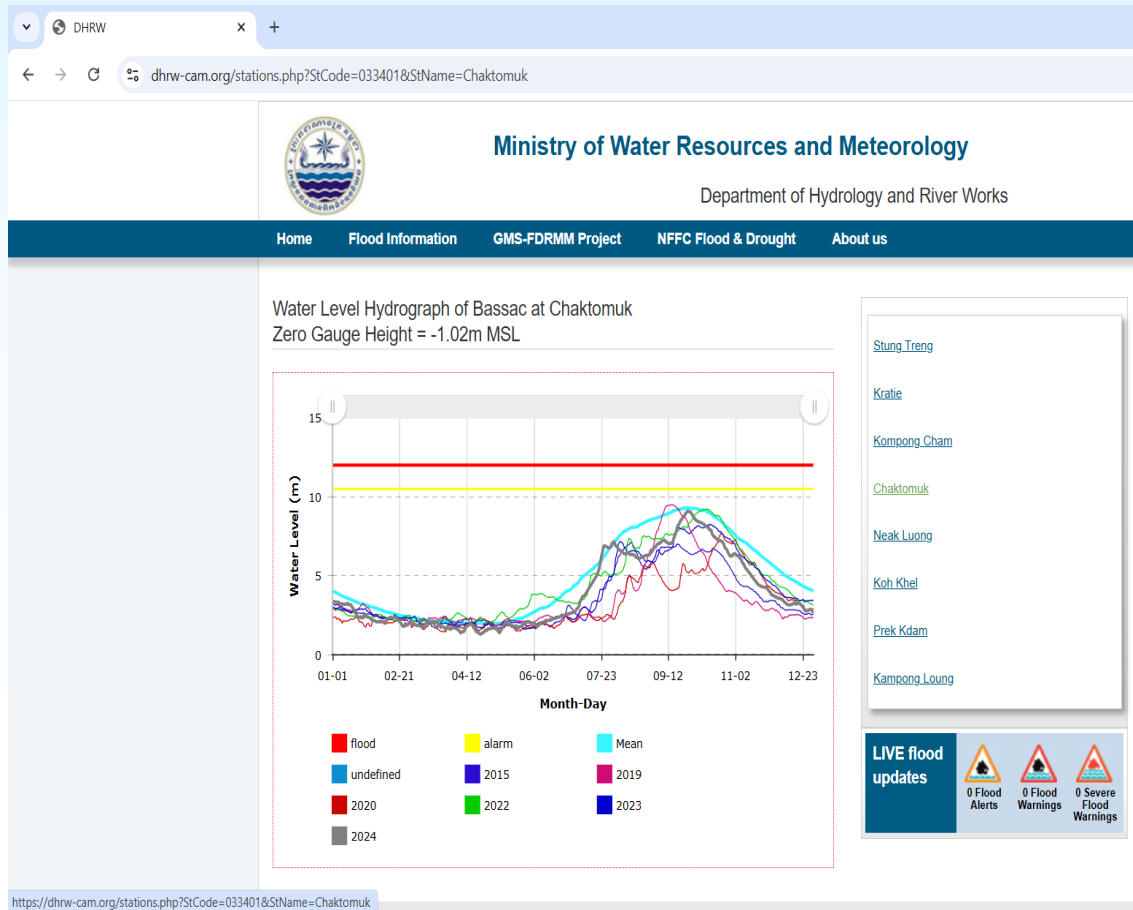 DHRW
dhrw-cam.org/stations.php?StCode=033401&StName=Chaktomuk
Ministry of Water Resources and Meteorology
Department of Hydrology and River Works
Home Flood Information GMS-FDRMM Project NFFC Flood & Drought About us
Water Level Hydrograph of Bassac at Chaktomuk
Zero Gauge Height = -1.02m MSL
Water Level (m)
15
10
5
0
01-01 02-21 04-12 06-02 07-23 09-12 11-02 12-23
Month-Day
flood alarm Mean
undefined 2015 2019
2020 2022 2023
2024
Stung Treng
Kratie
Kompong Cham
Chaktomuk
Neak Luong
Koh Khel
Prek Kdam
Kampong Loung
LIVE flood
updates
0 Flood
Alerts
0 Flood
Warnings
0 Severe
Flood
Warnings
https://dhrw-cam.org/stations.php?StCode=033401&StName=Chaktomuk